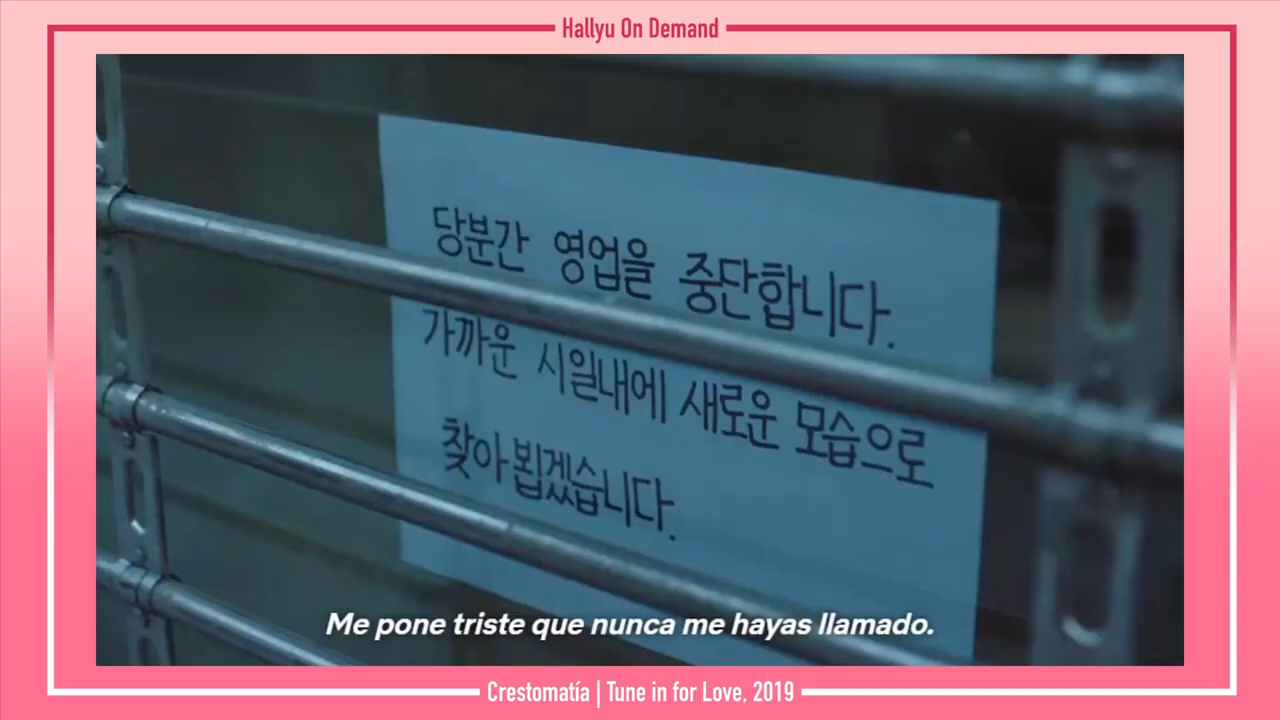 Hallyu On Demand
당분간 영업을 중단합니다.
가까운 시일내에 새로운 모습으로
찾아뵙겠습니다.
Me pone triste que nunca me hayas llamado.
Crestomatía | Tune in for Love, 2019